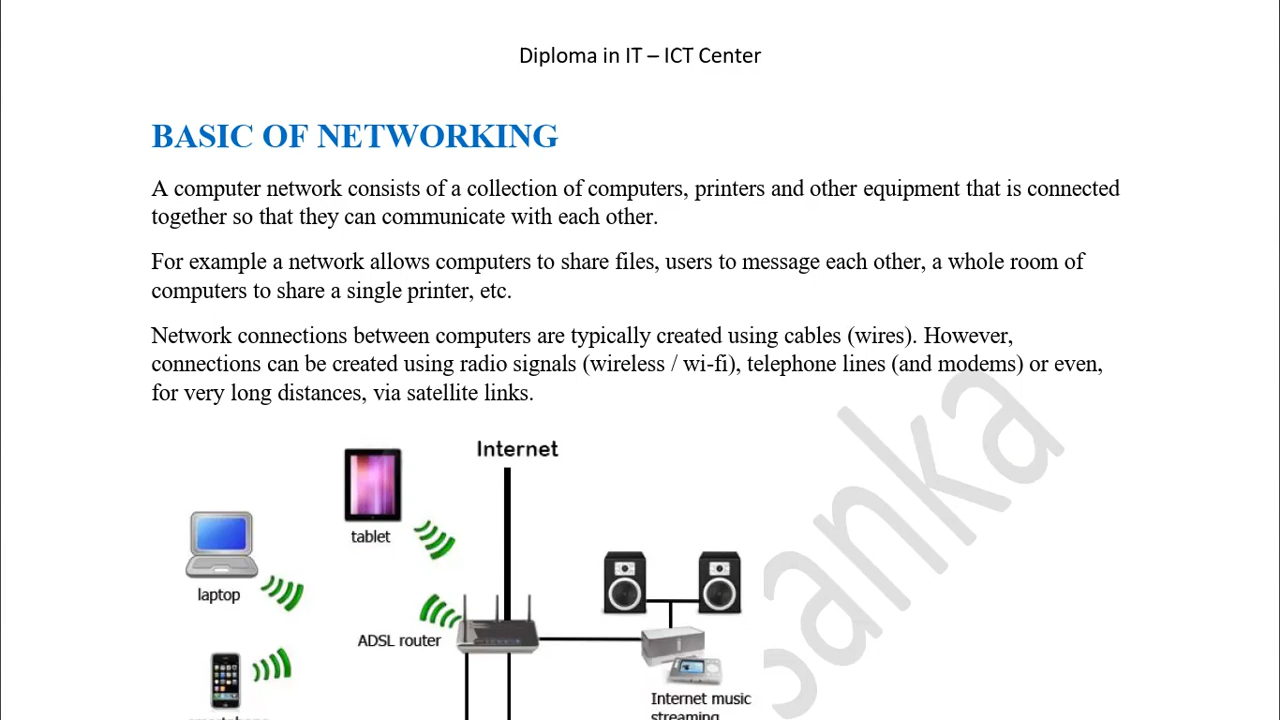 Diploma in IT – ICT Center
BASIC OF NETWORKING
A computer network consists of a collection of computers, printers and other equipment that is connected
together so that they can communicate with each other.
For example a network allows computers to share files, users to message each other, a whole room of
computers to share a single printer, etc.
Network connections between computers are typically created using cables (wires). However,
connections can be created using radio signals (wireless / wi-fi), telephone lines (and modems) or even,
for very long distances, via satellite links.
Internet
tablet
laptop
ADSL router
Internet music
streaming
smartphone
sanka